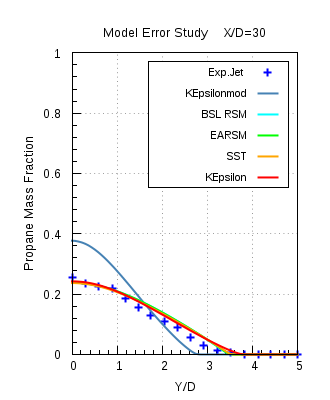 Model Error Study X/D=30
Exp.Jet
KEpsilonmod
BSL RSM
EARSM
SST
KEpsilon
Propane Mass Fraction
1
0.8
0.6
0.4
0.2
0
0 1 2 3 4 5
Y/D